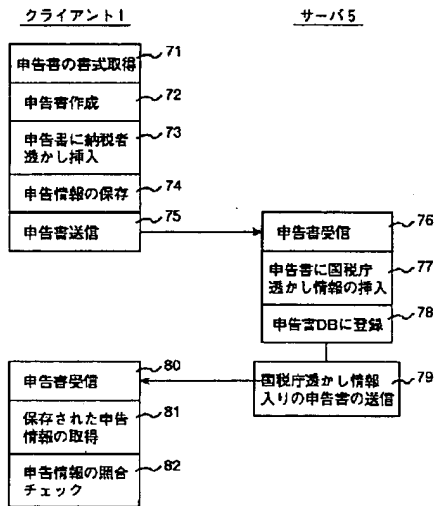 クライアント1
サーバ5
申告書の書式取得
71
申告書作成
72
申告書に納税者
透かし挿入
73
申告情報の保存
74
申告書送信
75
申告書受信
76
申告書に国税庁
透かし情報の挿入
77
申告書DBに登録
78
国税庁透かし情報
入りの申告書の送信
79
申告書受信
80
保存された申告
情報の取得
81
申告情報の照合
チェック
82